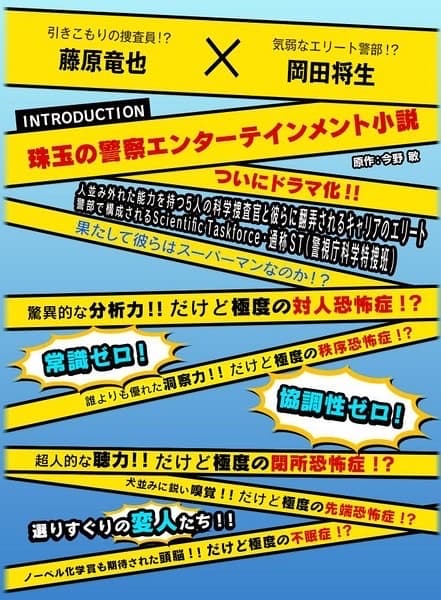 引きこもりの捜査員!?
藤原竜也
×
気弱なエリート警部!?
岡田将生
INTRODUCTION
珠玉の警察エンターテインメント小説
原作：今野 敏
ついにドラマ化!!
人並み外れた能力を持つ5人の科学捜査官と彼らに翻弄されるキャリアのエリート
警部で構成されるScientific Taskforce・通称ST(警視庁科学特捜班)
果たして彼らはスーパーマンなのか!?
驚異的な分析力!!だけど極度の対人恐怖症!?
常識ゼロ!
誰よりも優れた洞察力!!だけど極度の秩序恐怖症!?
協調性ゼロ!
超人的な聴力!!だけど極度の閉所恐怖症!?
犬並みに鋭い嗅覚!!だけど極度の先端恐怖症!?
選りすぐりの変人たち!!
ノーベル化学賞も期待された頭脳!!だけど極度の不眠症!?